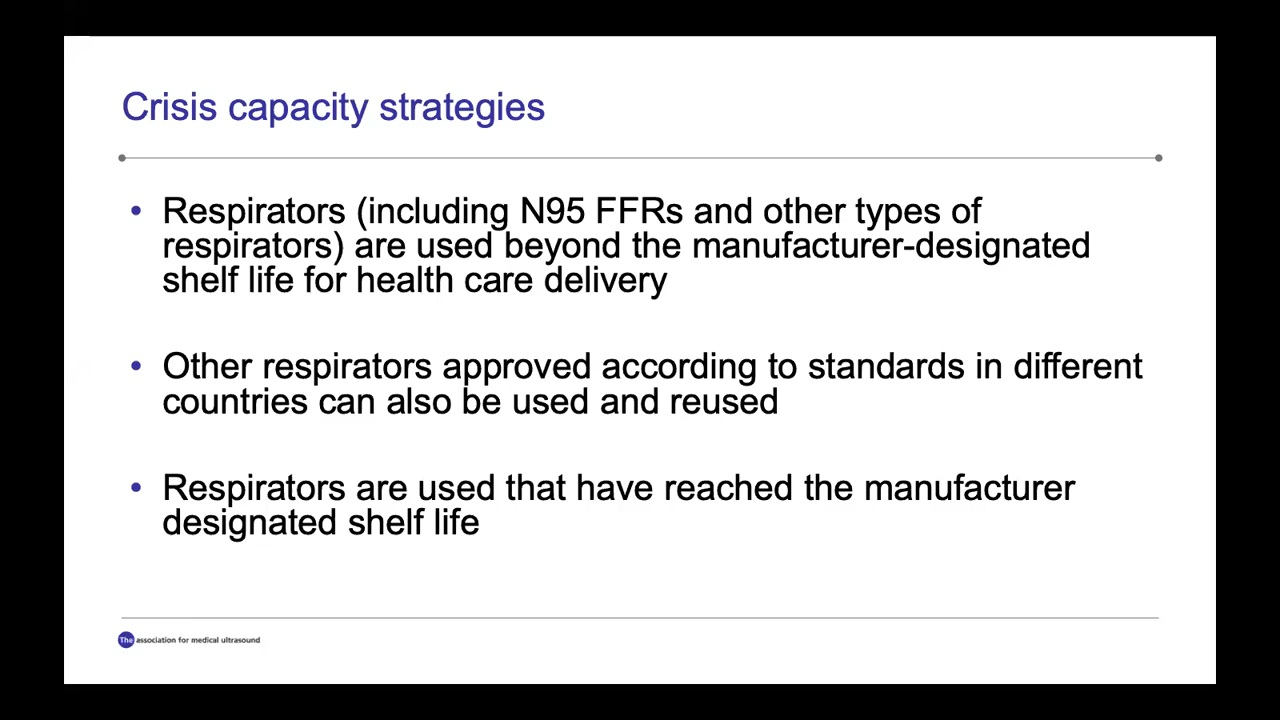 Crisis capacity strategies
• Respirators (including N95 FFRs and other types of
respirators) are used beyond the manufacturer-designated
shelf life for health care delivery
• Other respirators approved according to standards in different
countries can also be used and reused
• Respirators are used that have reached the manufacturer
designated shelf life
The association for medical ultrasound